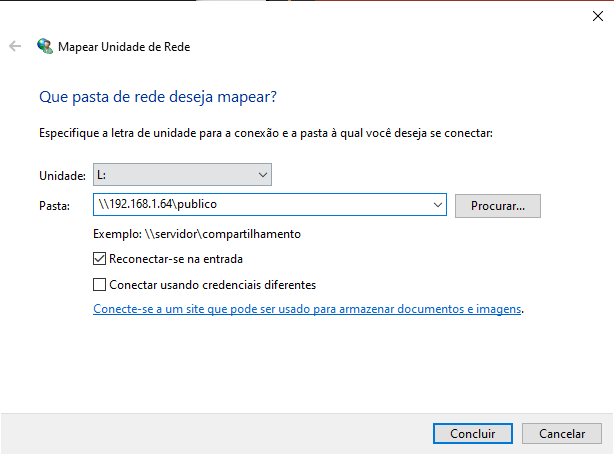 Mapear Unidade de Rede
Que pasta de rede deseja mapear?
Especifique a letra de unidade para a conexão e a pasta à qual você deseja se conectar:
Unidade: L:
Pasta: \\192.168.1.64\publico Procurar...
Exemplo: \\servidor\compartilhamento
Reconectar-se na entrada
Conectar usando credenciais diferentes
Conecte-se a um site que pode ser usado para armazenar documentos e imagens.
Concluir Cancelar